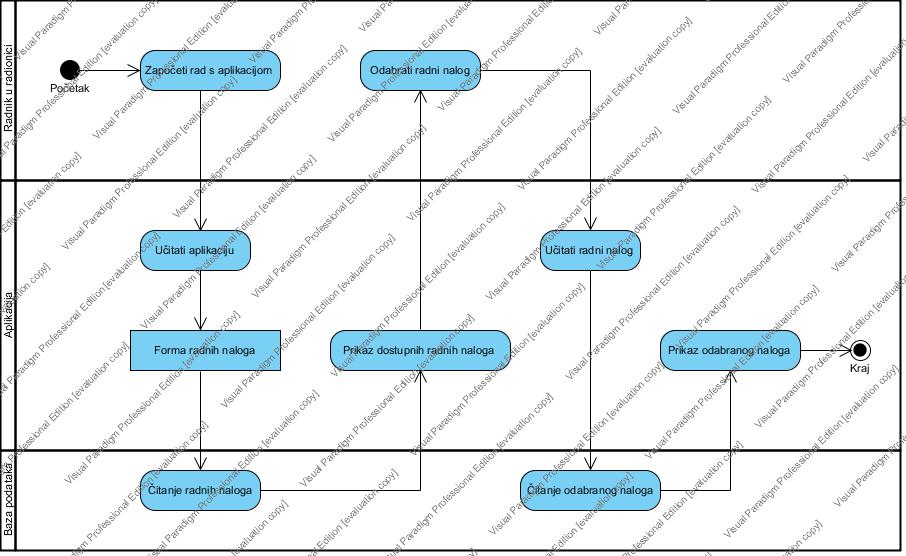 Radnik u radionici
Početak
Započeti rad s aplikacijom
Odabrati radni nalog
Aplikacija
Učitati aplikaciju
Učitati radni nalog
Forma radnih naloga
Prikaz dostupnih radnih naloga
Prikaz odabranog naloga
Kraj
Baza podataka
Čitanje radnih naloga
Čitanje odabranog naloga
Visual Paradigm Professional Edition [evaluation copy]